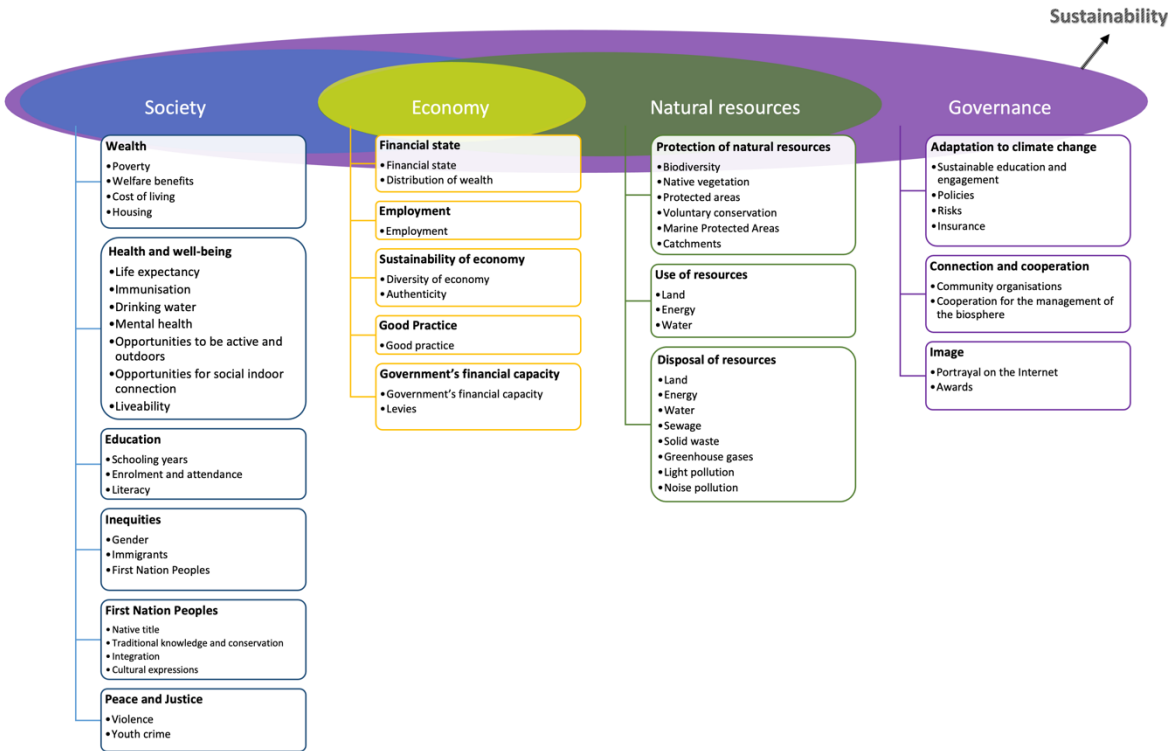 Sustainability
Society
Economy
Natural resources
Governance
Wealth
•Poverty
•Welfare benefits
•Cost of living
•Housing
Health and well-being
•Life expectancy
•Immunisation
•Drinking water
•Mental health
•Opportunities to be active and
outdoors
•Opportunities for social indoor
connection
•Liveability
Education
•Schooling years
•Enrolment and attendance
•Literacy
Inequities
•Gender
•Immigrants
•First Nation Peoples
First Nation Peoples
•Native title
•Traditional knowledge and conservation
•Integration
•Cultural expressions
Peace and Justice
•Violence
•Youth crime
Financial state
•Financial state
•Distribution of wealth
Employment
•Employment
Sustainability of economy
•Diversity of economy
•Authenticity
Good Practice
•Good practice
Government's financial capacity
•Government's financial capacity
•Levies
Protection of natural resources
•Biodiversity
•Native vegetation
•Protected areas
•Voluntary conservation
•Marine Protected Areas
•Catchments
Use of resources
•Land
•Energy
•Water
Disposal of resources
•Land
•Energy
•Water
•Sewage
•Solid waste
•Greenhouse gases
•Light pollution
•Noise pollution
Adaptation to climate change
•Sustainable education and
engagement
•Policies
•Risks
•Insurance
Connection and cooperation
•Community organisations
•Cooperation for the management of
the biosphere
Image
•Portrayal on the Internet
•Awards